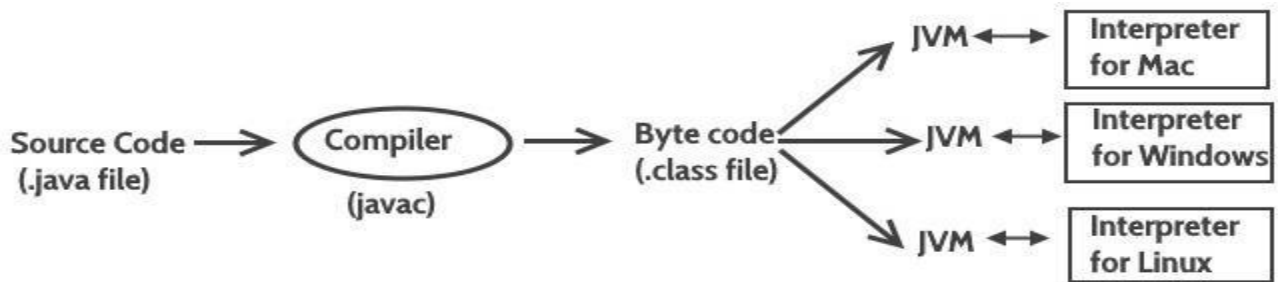 Source Code
(.java file)
Compiler
(javac)
Byte code
(.class file)
JVM
Interpreter
for Mac
JVM
Interpreter
for Windows
JVM
Interpreter
for Linux